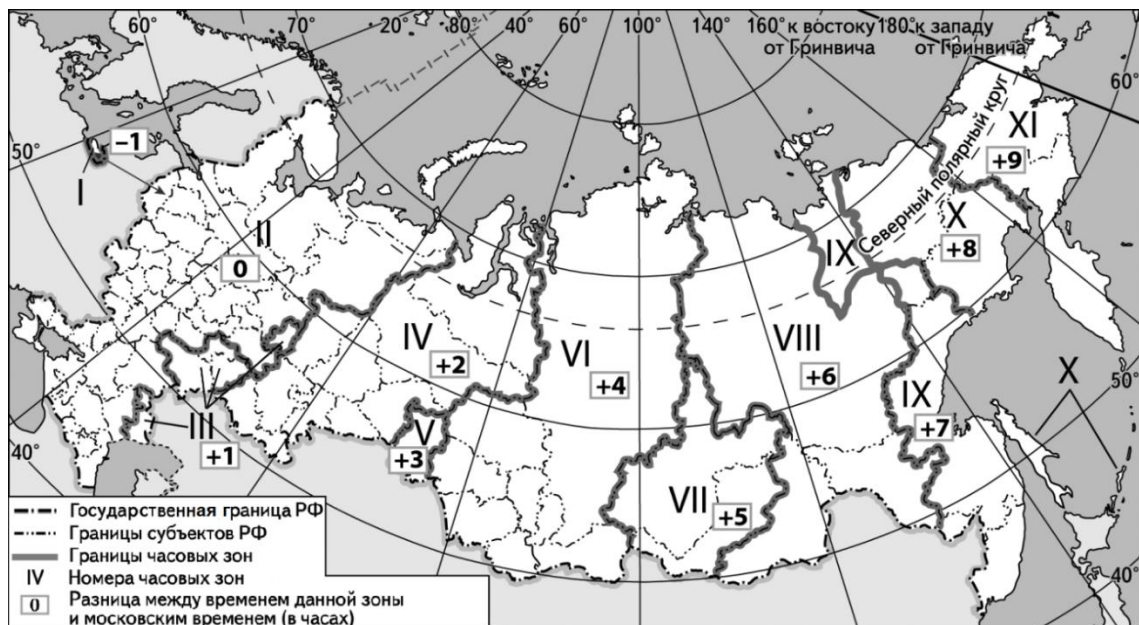 60° 70° 80° 100° 140° 160° к востоку 180° к западу
от Гринвича от Гринвича
60°
Северный полярный круг
50°
–1
I
XI
+9
II
0
IX
X
+8
IV
+2
VI
+4
VIII
+6
X
50°
III
+1
V
+3
IX
+7
40°
VII
+5
40°
Государственная граница РФ
Границы субъектов РФ
Границы часовых зон
IV Номера часовых зон
0 Разница между временем данной зоны
и московским временем (в часах)